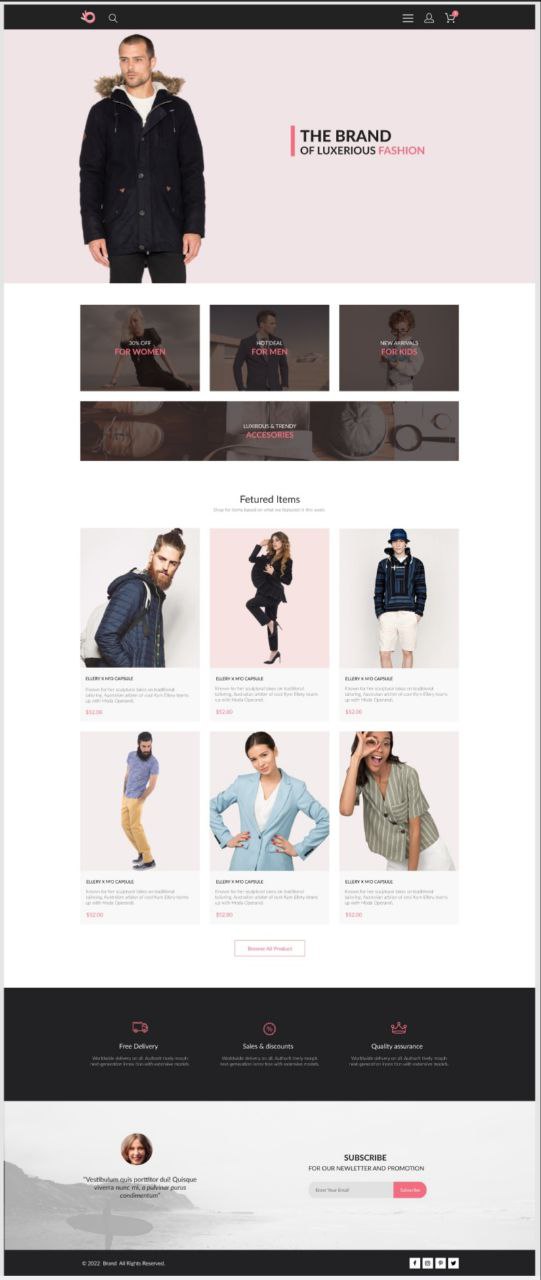 THE BRAND
OF LUXERIOUS FASHION
30% OFF
FOR WOMEN
HOT DEAL
FOR MEN
NEW ARRIVALS
FOR KIDS
LUXIROUS & TRENDY
ACCESORIES
Fetured Items
Shop for items based on what we featured in this week
ELLERY X M'O CAPSULE
Known for her sculptural takes on traditional
tailoring, Australian arbiter of cool Kym Ellery teams
up with Moda Operandi.
$52.00
ELLERY X M'O CAPSULE
Known for her sculptural takes on traditional
tailoring, Australian arbiter of cool Kym Ellery teams
up with Moda Operandi.
$52.00
ELLERY X M'O CAPSULE
Known for her sculptural takes on traditional
tailoring, Australian arbiter of cool Kym Ellery teams
up with Moda Operandi.
$52.00
ELLERY X M'O CAPSULE
Known for her sculptural takes on traditional
tailoring, Australian arbiter of cool Kym Ellery teams
up with Moda Operandi.
$52.00
ELLERY X M'O CAPSULE
Known for her sculptural takes on traditional
tailoring, Australian arbiter of cool Kym Ellery teams
up with Moda Operandi.
$52.00
ELLERY X M'O CAPSULE
Known for her sculptural takes on traditional
tailoring, Australian arbiter of cool Kym Ellery teams
up with Moda Operandi.
$52.00
Browse All Product
Free Delivery
Worldwide delivery on all. Authorit tively morph
next-generation innov tion with extensive models.
Sales & discounts
Worldwide delivery on all. Authorit tively morph
next-generation innov tion with extensive models.
Quality assurance
Worldwide delivery on all. Authorit tively morph
next-generation innov tion with extensive models.
"Vestibulum quis porttitor dui! Quisque
viverra nunc mi, a pulvinar purus
condimentum"
SUBSCRIBE
FOR OUR NEWLETTER AND PROMOTION
Enter Your Email
Subscribe
© 2022 Brand All Rights Reserved.